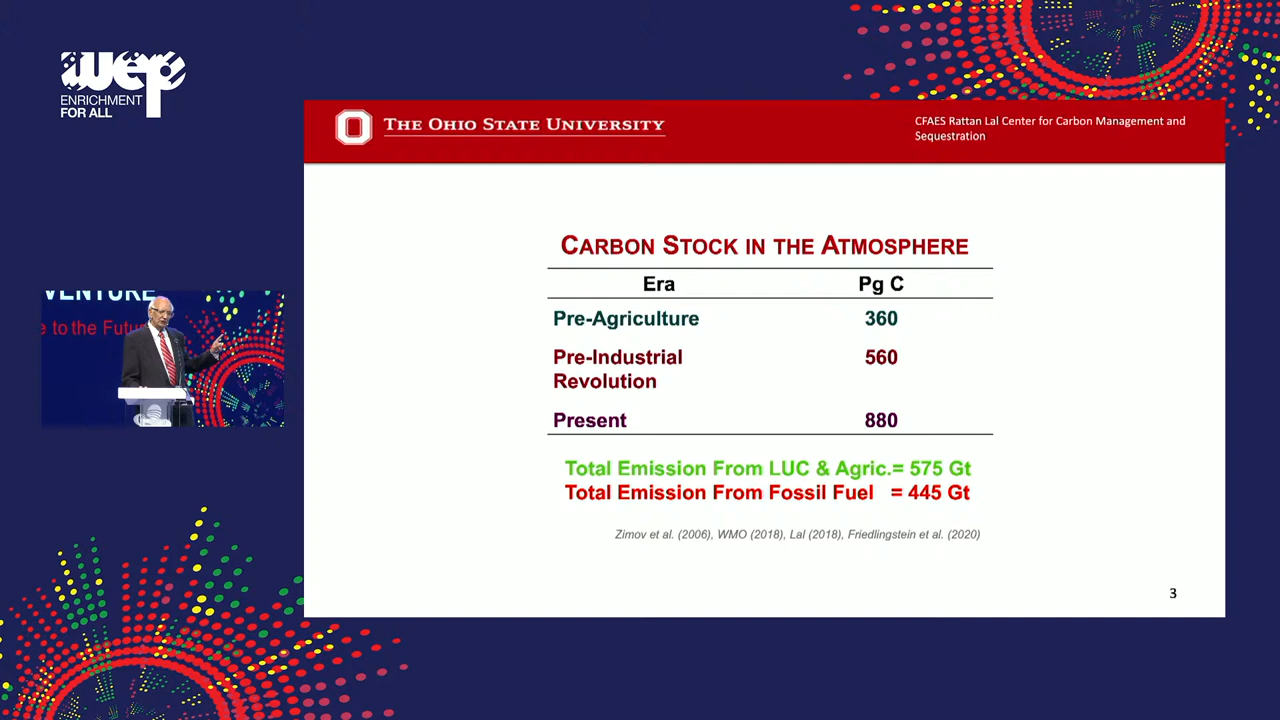 wep
ENRICHMENT
FOR ALL
THE OHIO STATE UNIVERSITY
CFAES Rattan Lal Center for Carbon Management and
Sequestration
CARBON STOCK IN THE ATMOSPHERE
Era Pg C
Pre-Agriculture 360
Pre-Industrial 560
Revolution
Present 880
Total Emission From LUC & Agric.= 575 Gt
Total Emission From Fossil Fuel = 445 Gt
Zimov et al. (2006), WMO (2018), Lal (2018), Friedlingstein et al. (2020)
3
VENTURE
e to the Futu